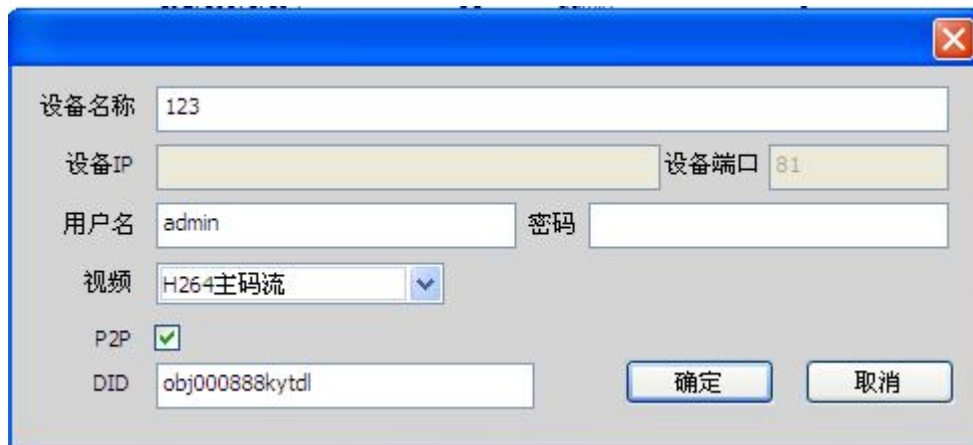 设备名称 123
设备IP 设备端口 81
用户名 admin 密码
视频 H264主码流
P2P
DID obj000888kytdl 确定 取消